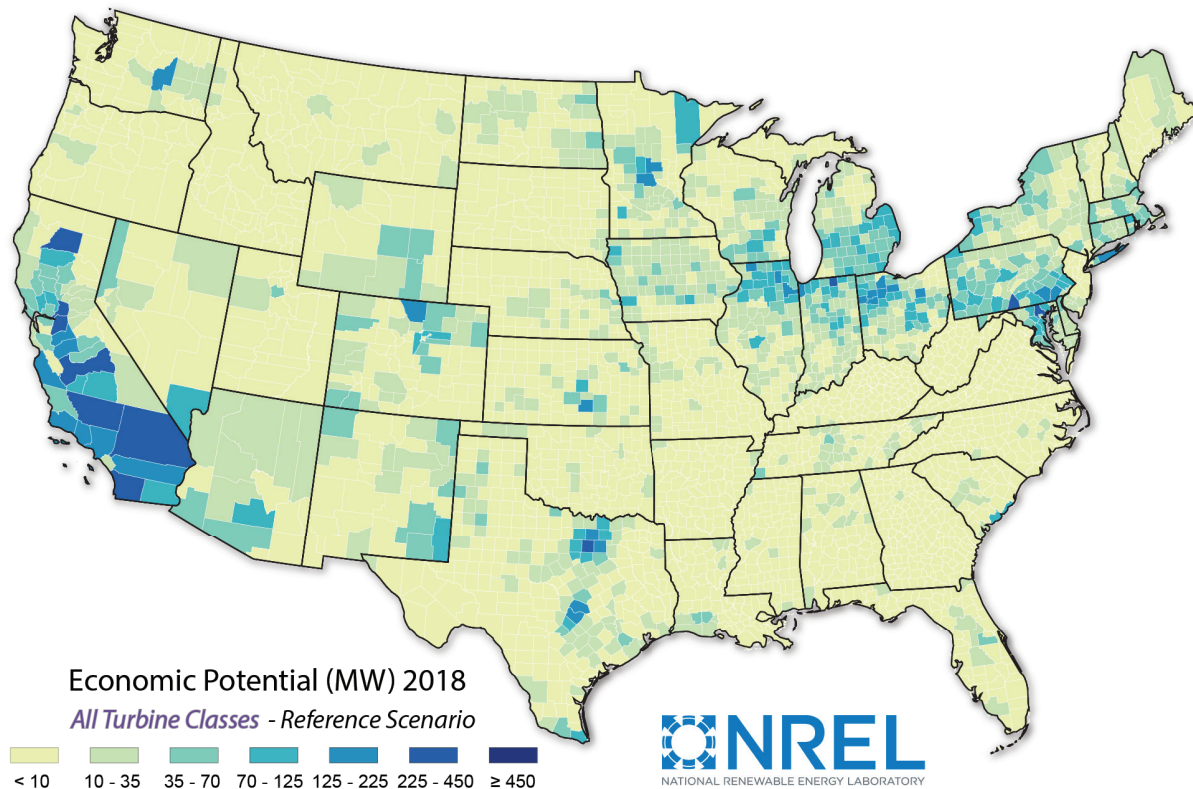 Economic Potential (MW) 2018
All Turbine Classes - Reference Scenario
< 10 10 - 35 35 - 70 70 - 125 125 - 225 225 - 450 ≥ 450
NREL
NATIONAL RENEWABLE ENERGY LABORATORY